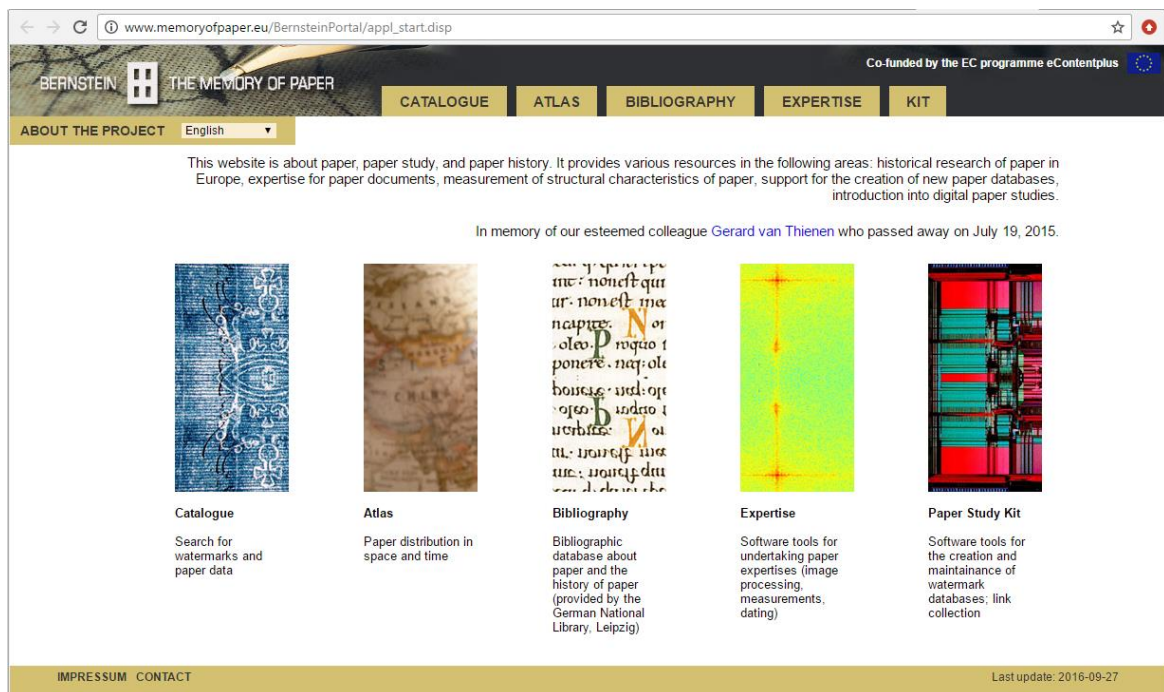 www.memoryofpaper.eu/BernsteinPortal/appl_start.disp
Co-funded by the EC programme eContentplus
BERNSTEIN THE MEMORY OF PAPER
CATALOGUE ATLAS BIBLIOGRAPHY EXPERTISE KIT
ABOUT THE PROJECT English
This website is about paper, paper study, and paper history. It provides various resources in the following areas: historical research of paper in
Europe, expertise for paper documents, measurement of structural characteristics of paper, support for the creation of new paper databases,
introduction into digital paper studies.
In memory of our esteemed colleague Gerard van Thienen who passed away on July 19, 2015.
Catalogue
Search for
watermarks and
paper data
Atlas
Paper distribution in
space and time
Bibliography
Bibliographic
database about
paper and the
history of paper
(provided by the
German National
Library, Leipzig)
Expertise
Software tools for
undertaking paper
expertises (image
processing,
measurements,
dating)
Paper Study Kit
Software tools for
the creation and
maintainance of
watermark
databases; link
collection
IMPRESSUM CONTACT
Last update: 2016-09-27